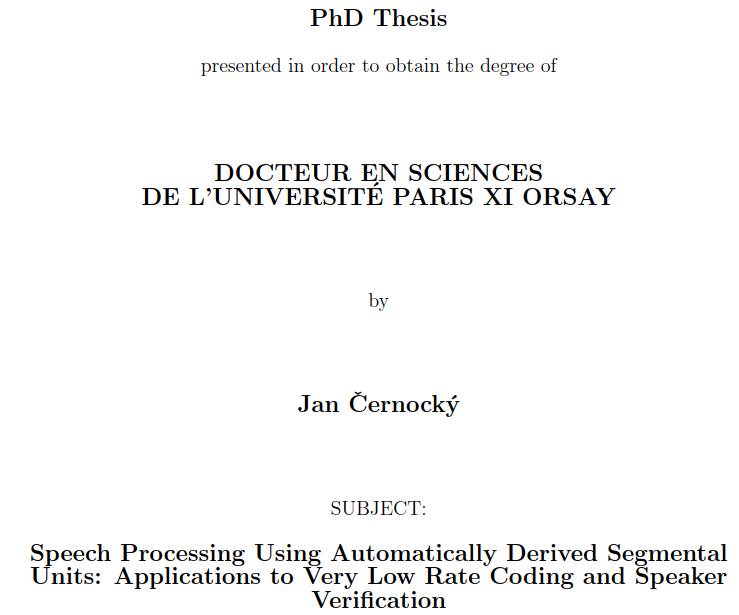 PhD Thesis
presented in order to obtain the degree of
DOCTEUR EN SCIENCES
DE L'UNIVERSITÉ PARIS XI ORSAY
by
Jan Černocký
SUBJECT:
Speech Processing Using Automatically Derived Segmental
Units: Applications to Very Low Rate Coding and Speaker
Verification